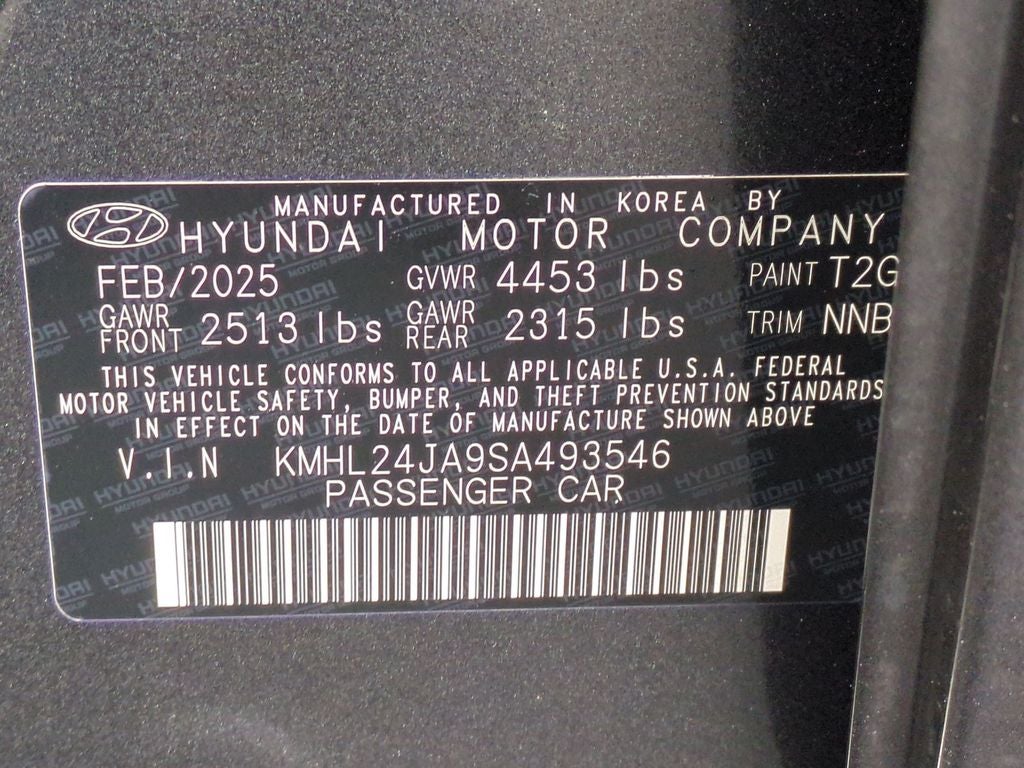 MANUFACTURED IN KOREA BY
HYUNDAI MOTOR COMPANY
FEB/2025 GVWR 4453 lbs PAINT T2G
GAWR FRONT 2513 lbs GAWR REAR 2315 lbs TRIM NNB
THIS VEHICLE CONFORMS TO ALL APPLICABLE U.S.A. FEDERAL
MOTOR VEHICLE SAFETY, BUMPER, AND THEFT PREVENTION STANDARDS
IN EFFECT ON THE DATE OF MANUFACTURE SHOWN ABOVE
V.I.N KMHL24JA9SA493546
PASSENGER CAR